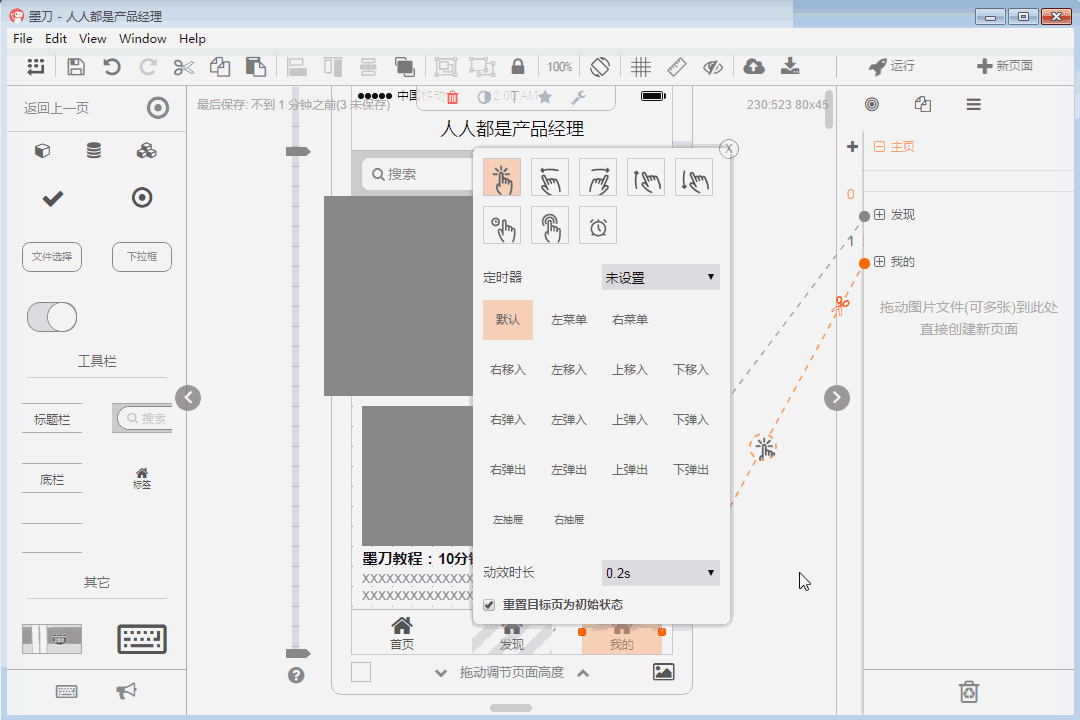 墨刀 - 人人都是产品经理
File Edit View Window Help
100%
运行
新页面
返回上一页
最后保存: 不到 1 分钟之前(3 未保存)
中国移动
2:00 AM
230:523 80x45
人人都是产品经理
主页
搜索
X
0
发现
1
我的
文件选择
下拉框
定时器
未设置
默认
左菜单
右菜单
拖动图片文件(可多张)到此处
直接创建新页面
工具栏
右移入
左移入
上移入
下移入
标题栏
搜索
右弹入
左弹入
上弹入
下弹入
底栏
标签
右弹出
左弹出
上弹出
下弹出
左抽屉
右抽屉
墨刀教程：10分
XXXXXXXXXXXXX
XXXXXXXXXXXXX
动效时长
0.2s
其它
重置目标页为初始状态
280
首页
发现
我的
拖动调节页面高度